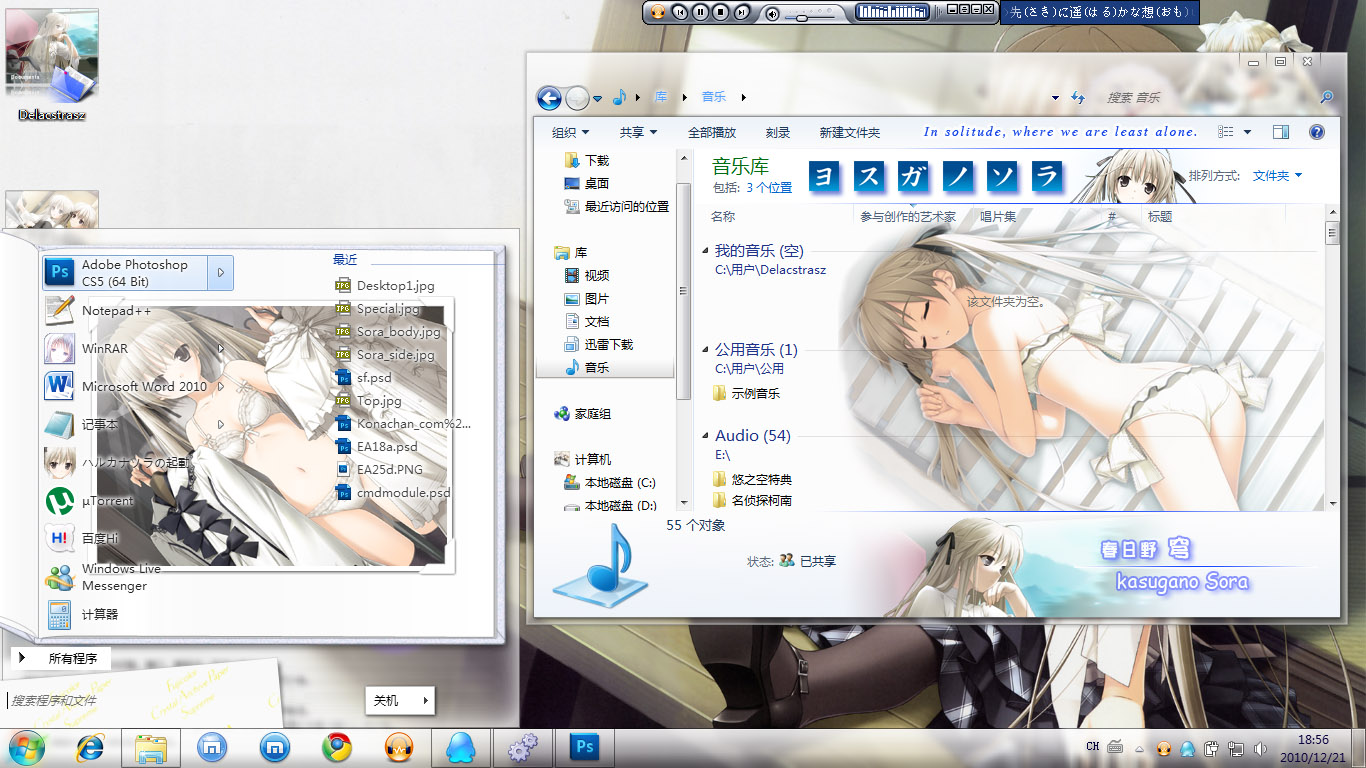 先(さき)に遥(はる)かな想(おも)
Delacstrasz
库
音乐
搜索 音乐
组织
共享
全部播放
刻录
新建文件夹
In solitude, where we are least alone.
下载
桌面
最近访问的位置
库
视频
图片
文档
迅雷下载
音乐
家庭组
计算机
本地磁盘 (C:)
本地磁盘 (D:)
音乐库
包括: 3 个位置
ヨスガノソラ
排列方式: 文件夹
名称
参与创作的艺术家
唱片集
#
标题
我的音乐 (空)
C:\用户\Delacstrasz
该文件夹为空。
公用音乐 (1)
C:\用户\公用
示例音乐
Audio (54)
E:\
悠之空特典
名侦探柯南
55 个对象
状态: 已共享
春日野 穹
kasugano Sora
Ps
Adobe Photoshop
CS5 (64 Bit)
Notepad++
WinRAR
Microsoft Word 2010
记事本
ハルカナソラの起動
µTorrent
Hi!
百度Hi
Windows Live
Messenger
计算器
最近
Desktop1.jpg
Special.jpg
Sora_body.jpg
Sora_side.jpg
sf.psd
Top.jpg
Konachan_com%2...
EA18a.psd
EA25d.PNG
cmdmodule.psd
所有程序
搜索程序和文件
Fujicolor
Crystal Archive Paper
Supreme
关机
Ps
CH
18:56
2010/12/21